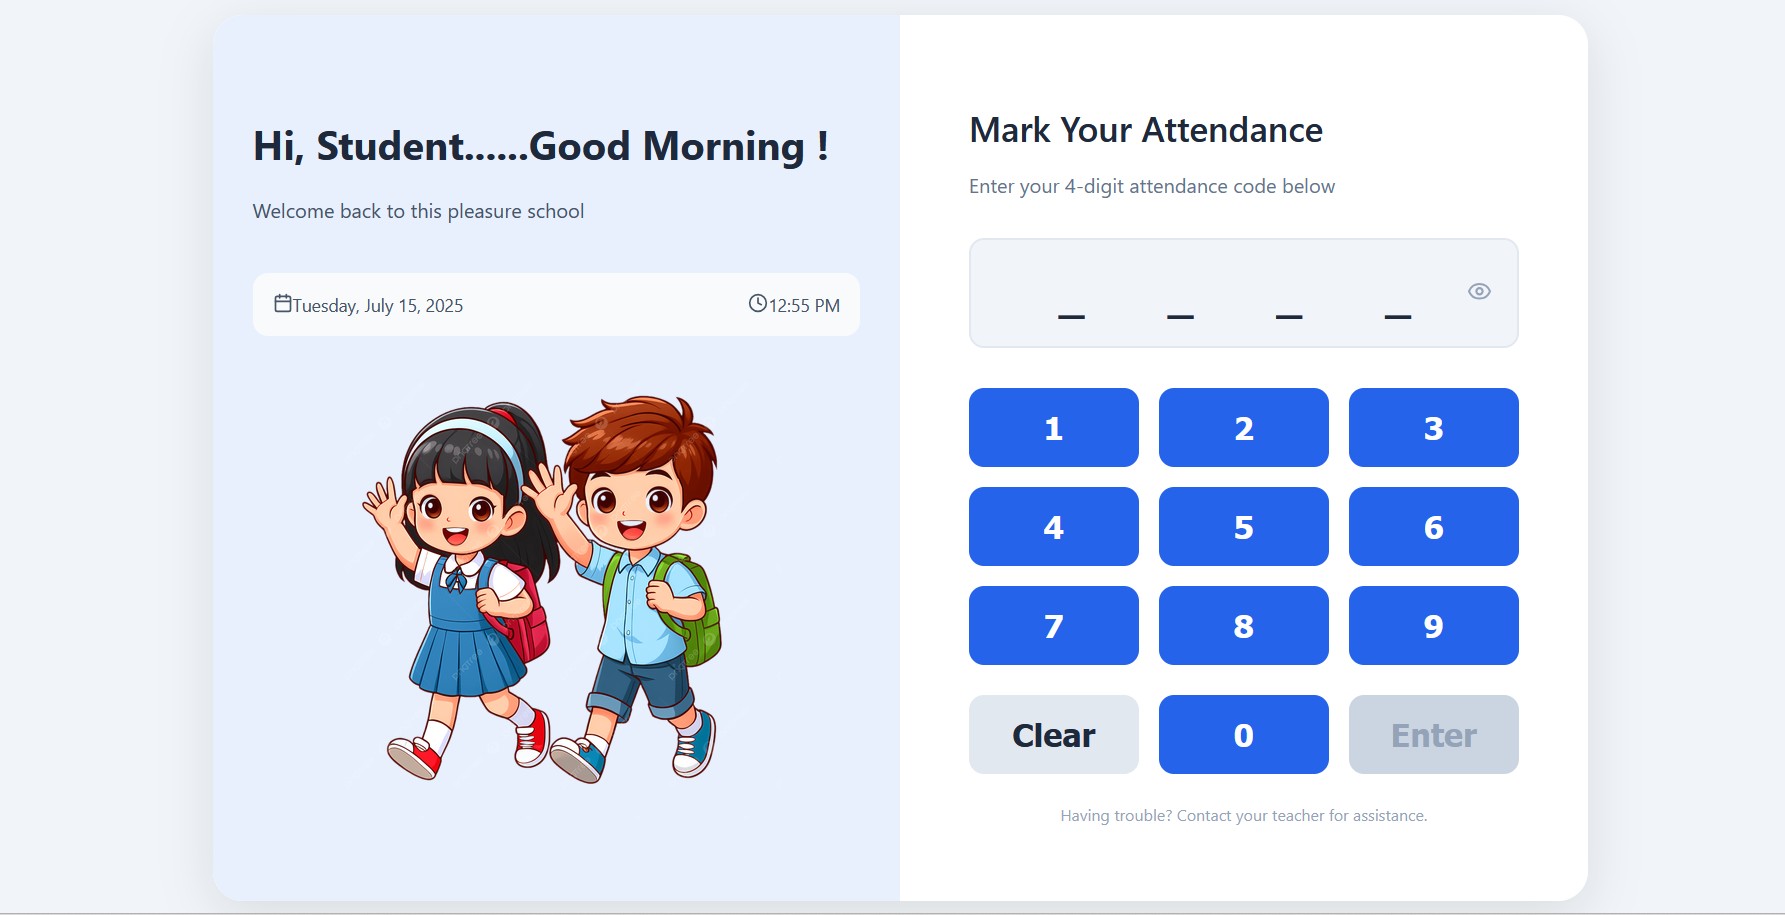 Hi, Student......Good Morning !
Welcome back to this pleasure school
Tuesday, July 15, 2025
12:55 PM
Mark Your Attendance
Enter your 4-digit attendance code below
_ _ _ _
1 2 3
4 5 6
7 8 9
Clear 0 Enter
Having trouble? Contact your teacher for assistance.